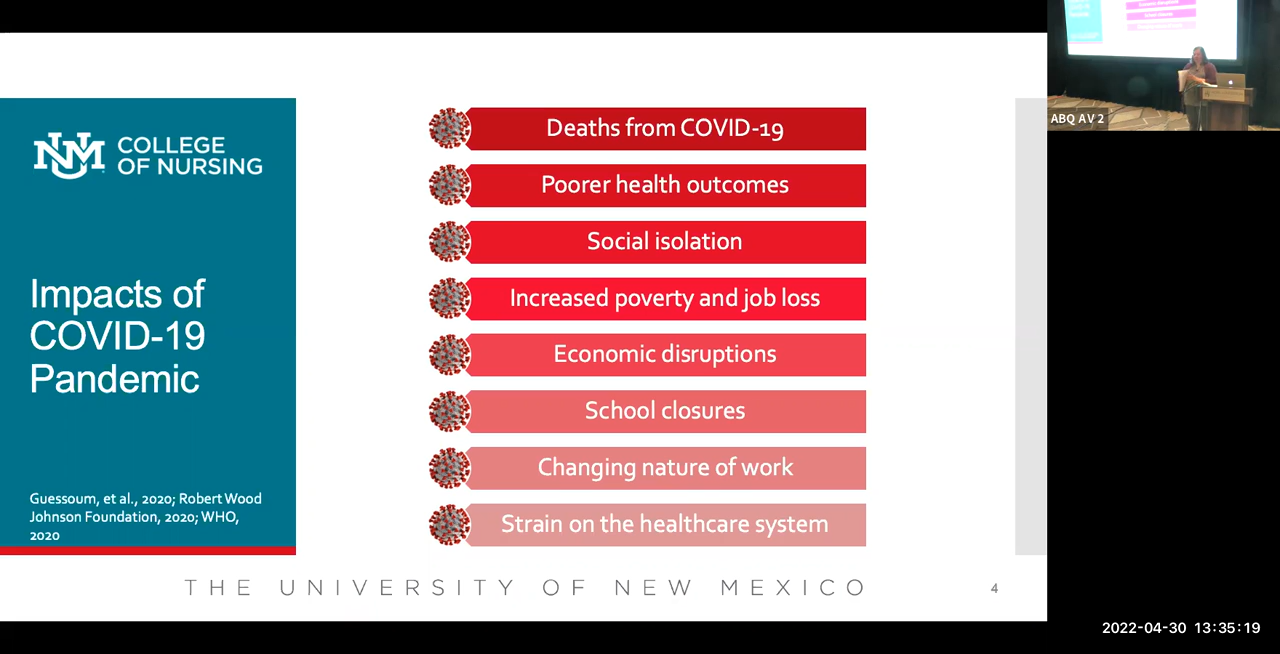 UNM COLLEGE
OF NURSING
Impacts of
COVID-19
Pandemic
Guessoum, et al., 2020; Robert Wood
Johnson Foundation, 2020; WHO,
2020
Deaths from COVID-19
Poorer health outcomes
Social isolation
Increased poverty and job loss
Economic disruptions
School closures
Changing nature of work
Strain on the healthcare system
THE UNIVERSITY OF NEW MEXICO
4
ABQ AV 2
2022-04-30 13:35:19